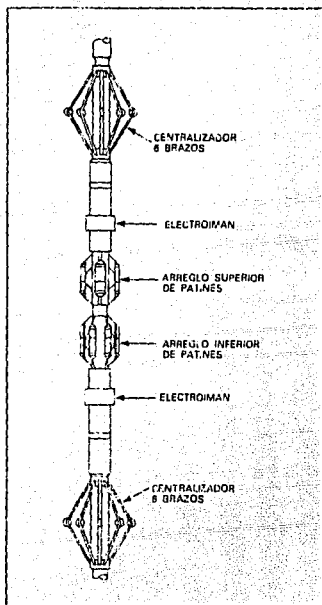 CENTRALIZADOR
6 BRAZOS
ELECTROIMAN
ARREGLO SUPERIOR
DE PATINES
ARREGLO INFERIOR
DE PATINES
ELECTROIMAN
CENTRALIZADOR
6 BRAZOS